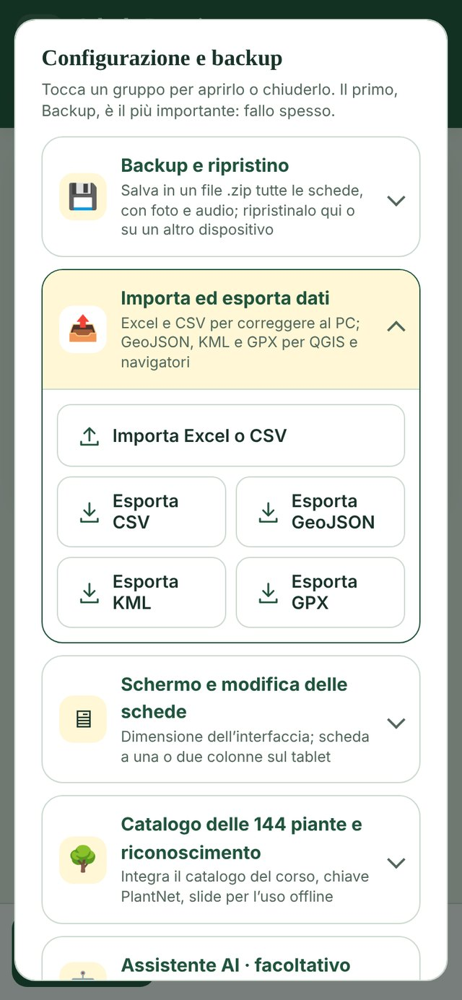 Configurazione e backup
Tocca un gruppo per aprirlo o chiuderlo. Il primo,
Backup, è il più importante: fallo spesso.
Backup e ripristino
Salva in un file .zip tutte le schede,
con foto e audio; ripristinalo qui o
su un altro dispositivo
Importa ed esporta dati
Excel e CSV per correggere al PC;
GeoJSON, KML e GPX per QGIS e
navigatori
Importa Excel o CSV
Esporta
CSV
Esporta
GeoJSON
Esporta
KML
Esporta
GPX
Schermo e modifica delle
schede
Dimensione dell’interfaccia; scheda
a una o due colonne sul tablet
Catalogo delle 144 piante e
riconoscimento
Integra il catalogo del corso, chiave
PlantNet, slide per l’uso offline
Assistente AI · facoltativo